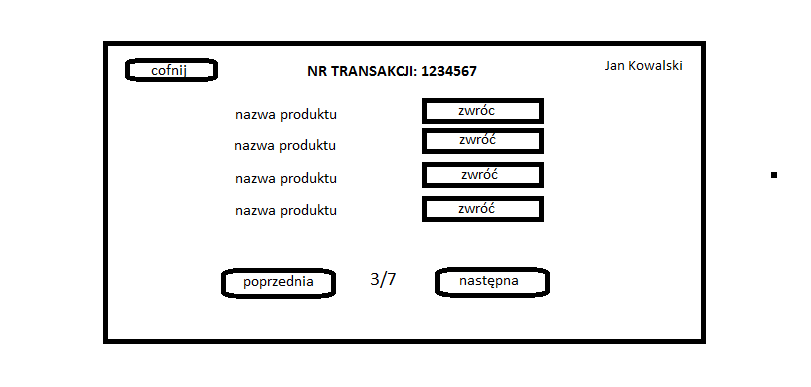 cofnij NR TRANSAKCJI: 1234567 Jan Kowalski
nazwa produktu zwróc
nazwa produktu zwróć
nazwa produktu zwróć
nazwa produktu zwróć
poprzednia 3/7 następna